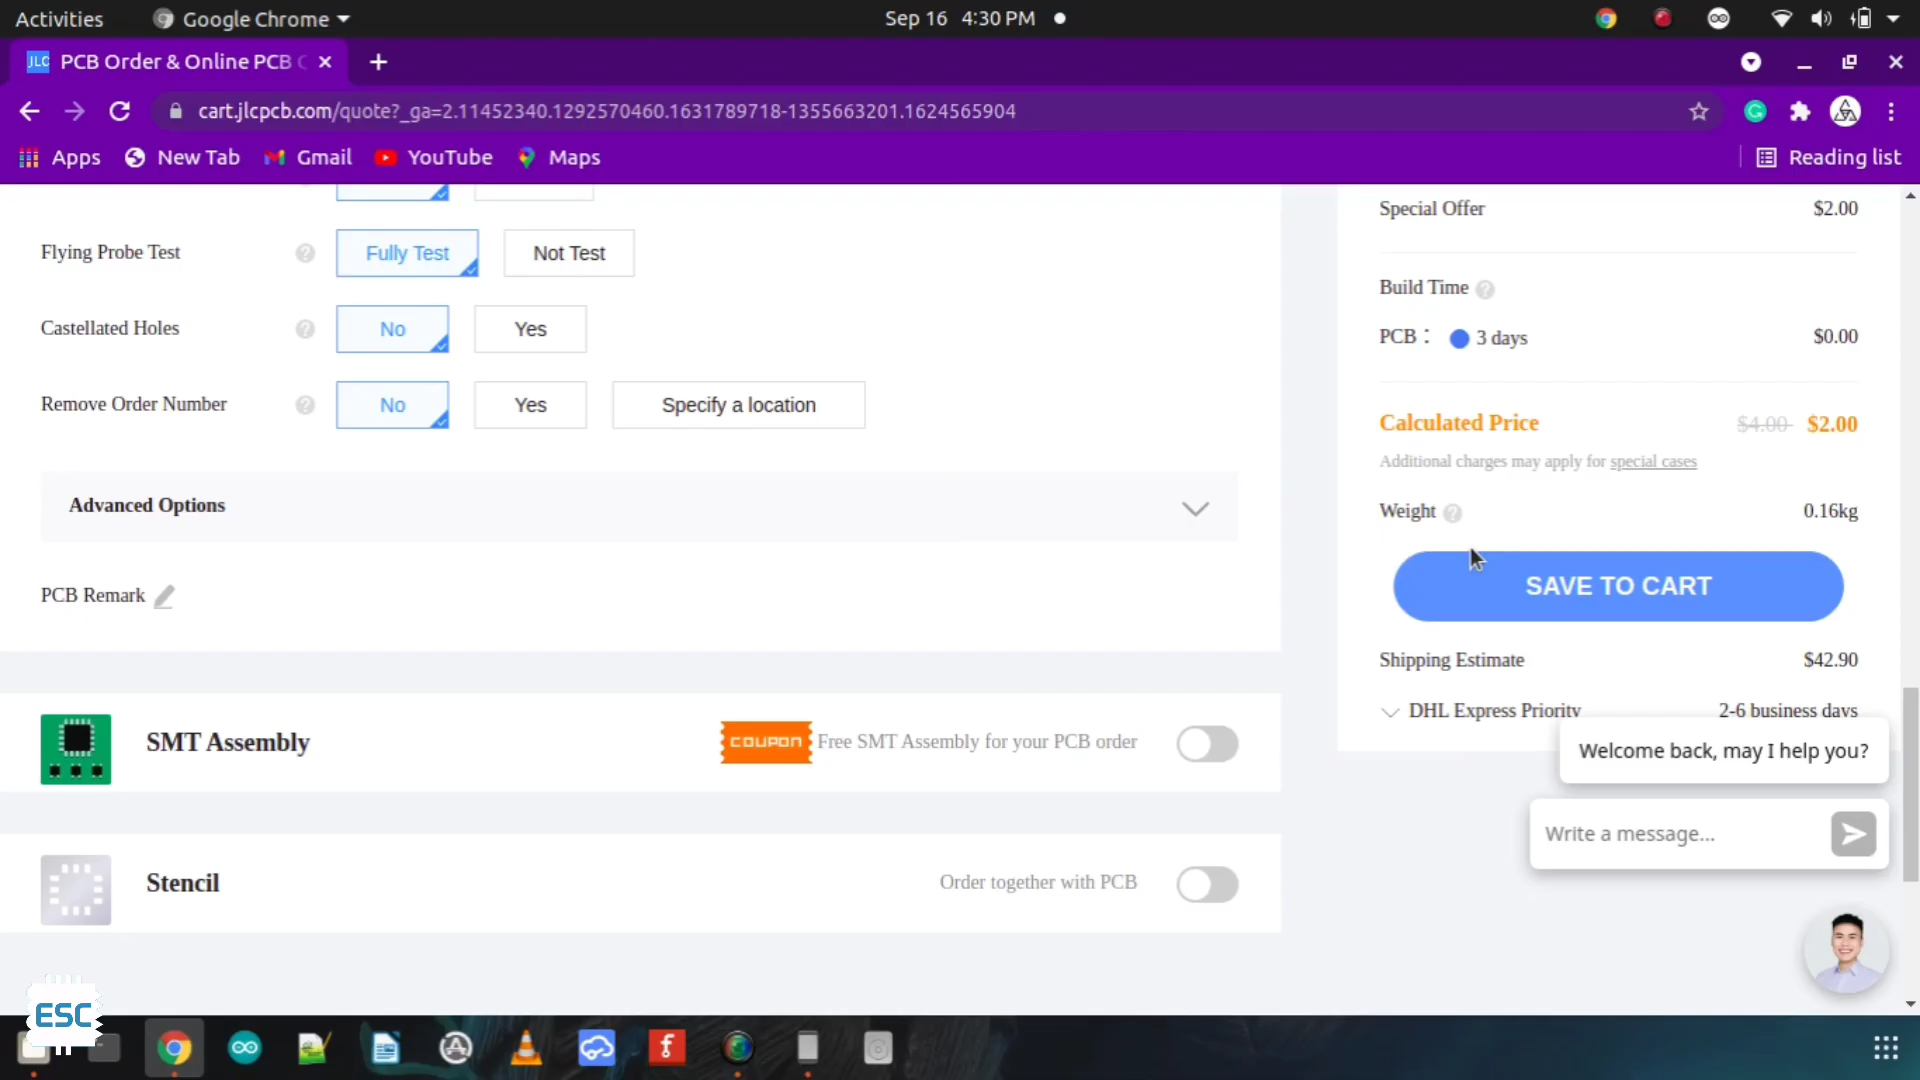 Activities
Google Chrome
Sep 16 4:30 PM
JLC PCB Order & Online PCB
cart.jlcpcb.com/quote?_ga=2.11452340.1292570460.1631789718-1355663201.1624565904
Apps
New Tab
Gmail
YouTube
Maps
Reading list
Flying Probe Test
?
Fully Test
Not Test
Castellated Holes
?
No
Yes
Remove Order Number
?
No
Yes
Specify a location
Advanced Options
PCB Remark
SMT Assembly
COUPON
Free SMT Assembly for your PCB order
Stencil
Order together with PCB
Special Offer
$2.00
Build Time ?
PCB :
3 days
$0.00
Calculated Price
$4.00
$2.00
Additional charges may apply for special cases
Weight ?
0.16kg
SAVE TO CART
Shipping Estimate
$42.90
DHL Express Priority
2-6 business days
Welcome back, may I help you?
Write a message...
ESC